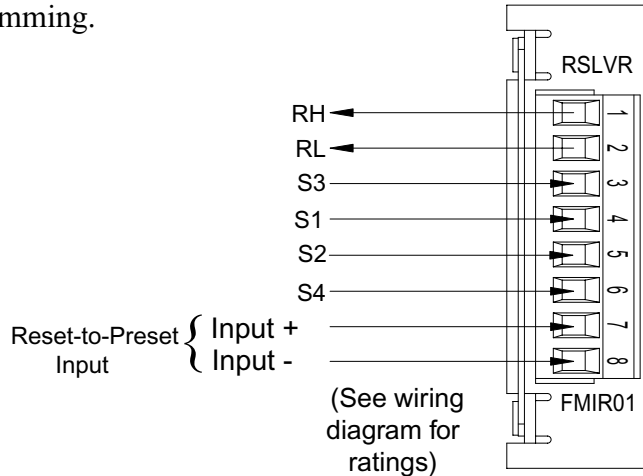 mming.
RSLVR
RH 1
RL 2
S3 3
S1 4
S2 5
S4 6
Reset-to-Preset Input { Input + 7
Input - 8
(See wiring
diagram for
ratings)
FMIR01